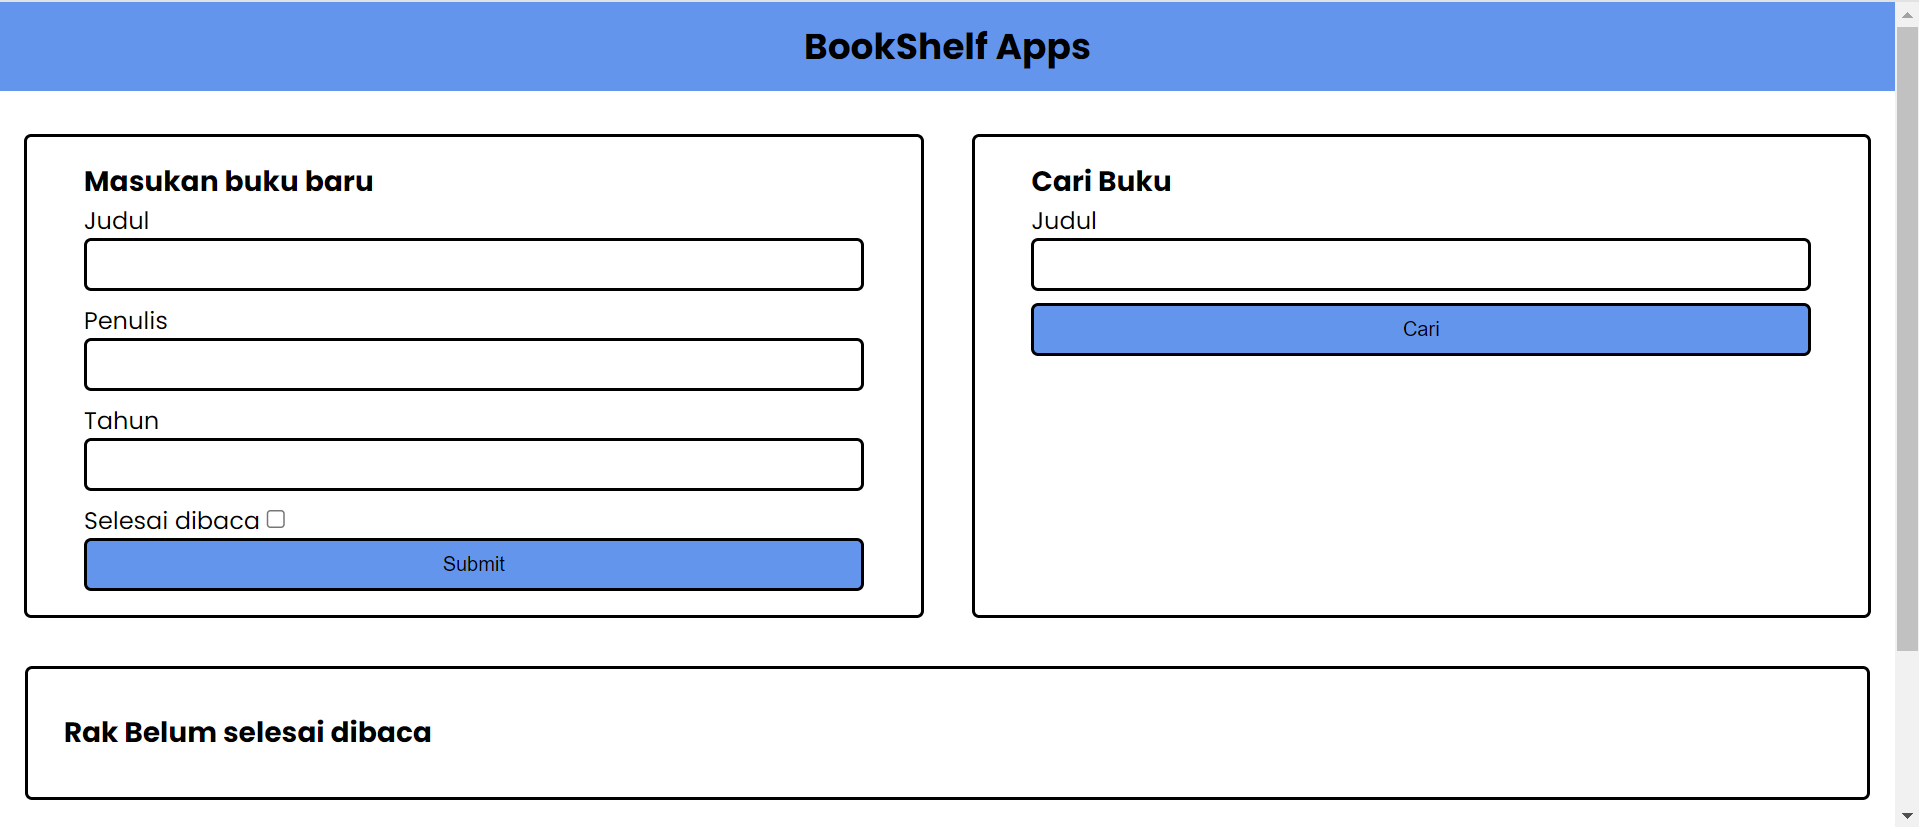 BookShelf Apps
Masukan buku baru
Judul
Penulis
Tahun
Selesai dibaca
Submit
Cari Buku
Judul
Cari
Rak Belum selesai dibaca